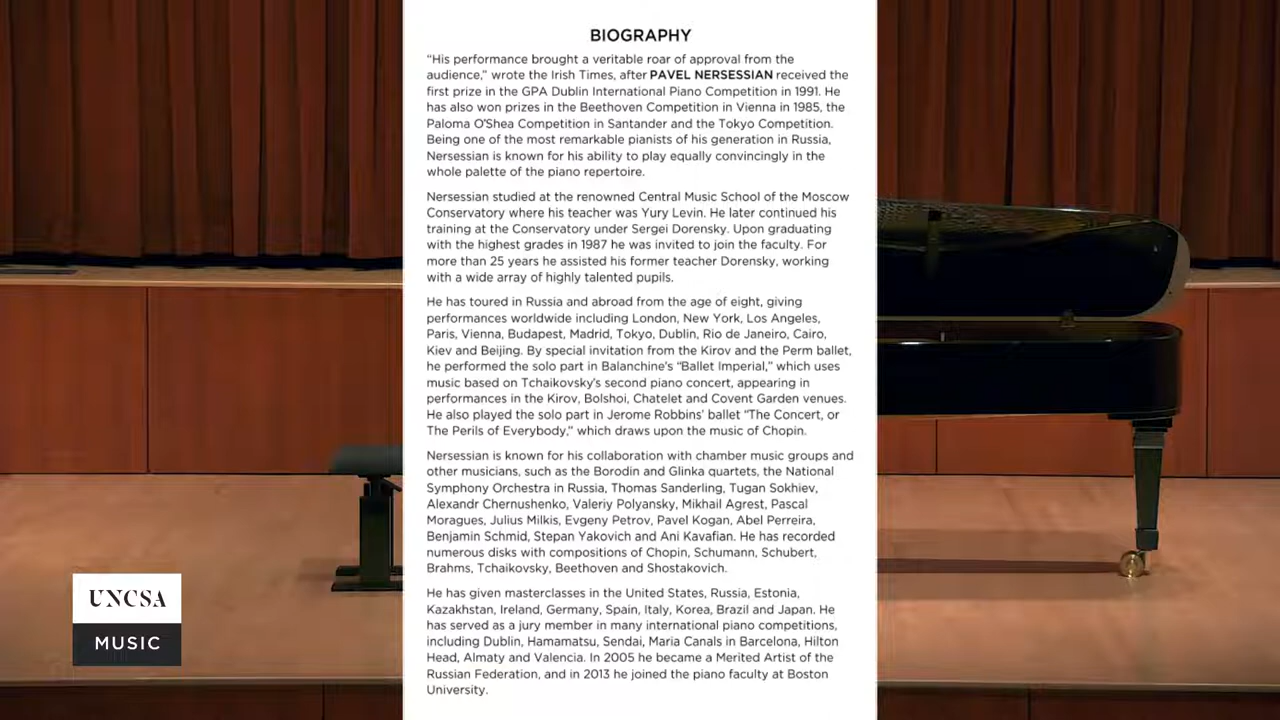 BIOGRAPHY
“His performance brought a veritable roar of approval from the
audience,” wrote the Irish Times, after PAVEL NERSESSIAN received the
first prize in the GPA Dublin International Piano Competition in 1991. He
has also won prizes in the Beethoven Competition in Vienna in 1985, the
Paloma O’Shea Competition in Santander and the Tokyo Competition.
Being one of the most remarkable pianists of his generation in Russia,
Nersessian is known for his ability to play equally convincingly in the
whole palette of the piano repertoire.
Nersessian studied at the renowned Central Music School of the Moscow
Conservatory where his teacher was Yury Levin. He later continued his
training at the Conservatory under Sergei Dorensky. Upon graduating
with the highest grades in 1987 he was invited to join the faculty. For
more than 25 years he assisted his former teacher Dorensky, working
with a wide array of highly talented pupils.
He has toured in Russia and abroad from the age of eight, giving
performances worldwide including London, New York, Los Angeles,
Paris, Vienna, Budapest, Madrid, Tokyo, Dublin, Rio de Janeiro, Cairo,
Kiev and Beijing. By special invitation from the Kirov and the Perm ballet,
he performed the solo part in Balanchine’s “Ballet Imperial,” which uses
music based on Tchaikovsky’s second piano concert, appearing in
performances in the Kirov, Bolshoi, Chatelet and Covent Garden venues.
He also played the solo part in Jerome Robbins’ ballet “The Concert, or
The Perils of Everybody,” which draws upon the music of Chopin.
Nersessian is known for his collaboration with chamber music groups and
other musicians, such as the Borodin and Glinka quartets, the National
Symphony Orchestra in Russia, Thomas Sanderling, Tugan Sokhiev,
Alexandr Chernushenko, Valeriy Polyansky, Mikhail Agrest, Pascal
Moragues, Julius Milkis, Evgeny Petrov, Pavel Kogan, Abel Perreira,
Benjamin Schmid, Stepan Yakovich and Ani Kavafian. He has recorded
numerous disks with compositions of Chopin, Schumann, Schubert,
Brahms, Tchaikovsky, Beethoven and Shostakovich.
He has given masterclasses in the United States, Russia, Estonia,
Kazakhstan, Ireland, Germany, Spain, Italy, Korea, Brazil and Japan. He
has served as a jury member in many international piano competitions,
including Dublin, Hamamatsu, Sendai, Maria Canals in Barcelona, Hilton
Head, Almaty and Valencia. In 2005 he became a Merited Artist of the
Russian Federation, and in 2013 he joined the piano faculty at Boston
University.
UNCSA
MUSIC